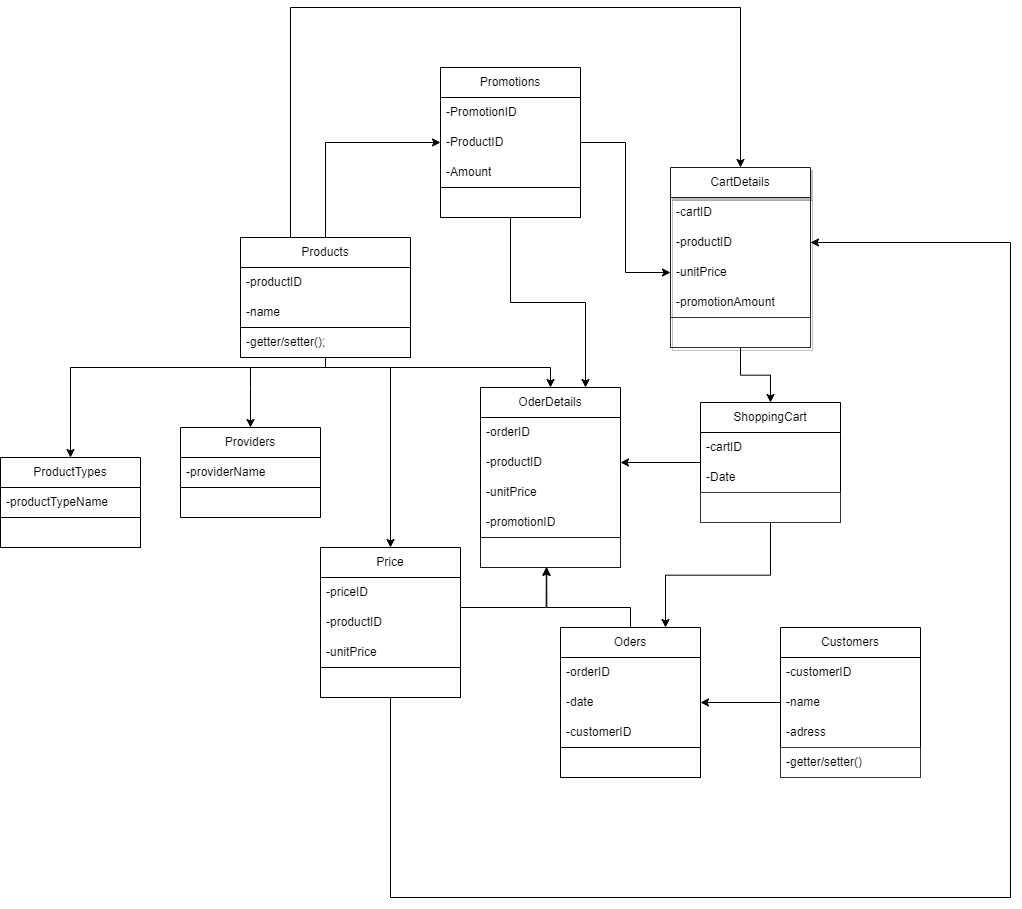 Promotions
-PromotionID
-ProductID
-Amount
CartDetails
-cartID
-productID
-unitPrice
-promotionAmount
Products
-productID
-name
-getter/setter();
OderDetails
-orderID
-productID
-unitPrice
-promotionID
ShoppingCart
-cartID
-Date
Providers
-providerName
ProductTypes
-productTypeName
Price
-priceID
-productID
-unitPrice
Oders
-orderID
-date
-customerID
Customers
-customerID
-name
-adress
-getter/setter()